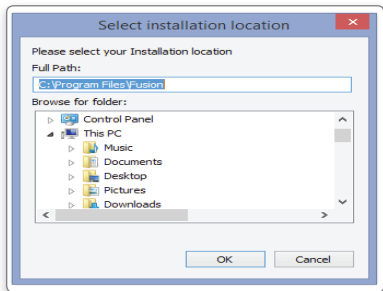 Select installation location
Please select your Installation location
Full Path:
C:\Program Files\Fusion
Browse for folder:
Control Panel
This PC
Music
Documents
Desktop
Pictures
Downloads
OK Cancel